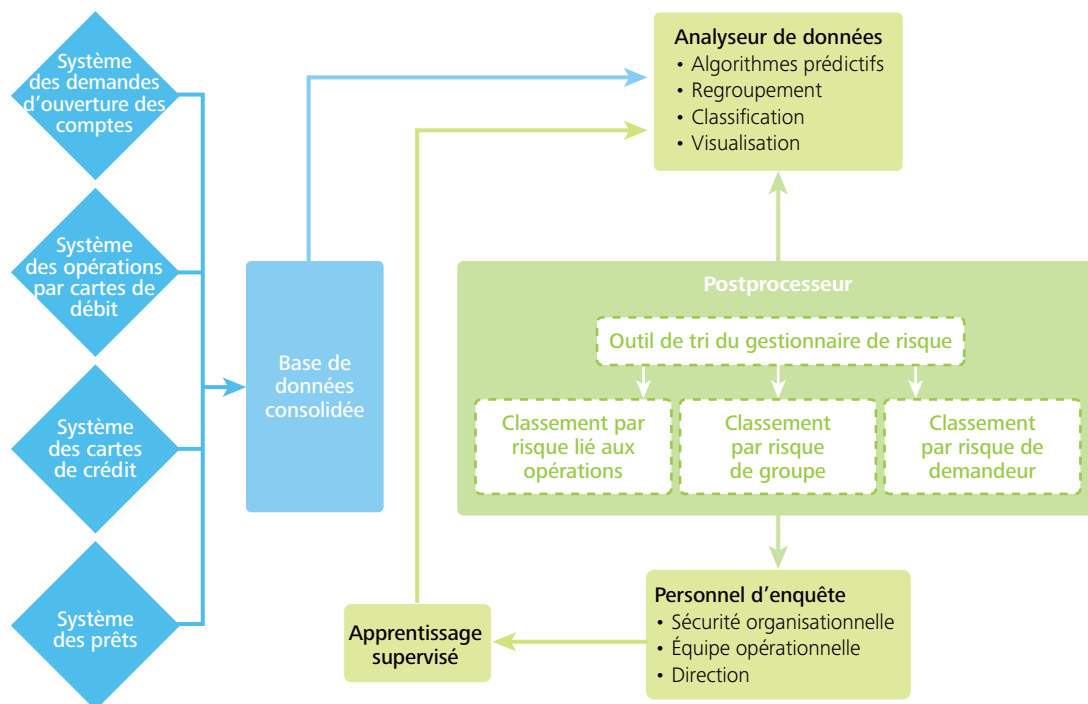 Système
des demandes
d'ouverture des
comptes
Système
des opérations
par cartes de
débit
Système
des cartes
de crédit
Système
des prêts
Base de
données
consolidée
Analyseur de données
• Algorithmes prédictifs
• Regroupement
• Classification
• Visualisation
Postprocesseur
Outil de tri du gestionnaire de risque
Classement par
risque lié aux
opérations
Classement
par risque
de groupe
Classement
par risque de
demandeur
Personnel d'enquête
• Sécurité organisationnelle
• Équipe opérationnelle
• Direction
Apprentissage
supervisé